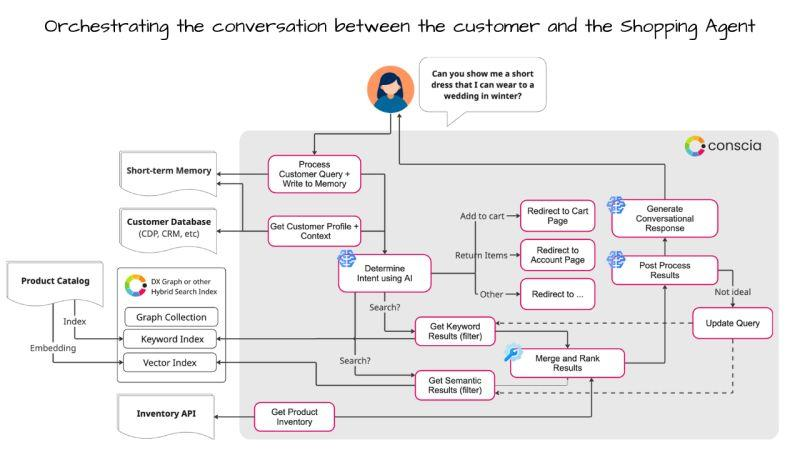 Orchestrating the conversation between the customer and the Shopping Agent
Can you show me a short
dress that I can wear to a
wedding in winter?
conscia
Short-term Memory
Process
Customer Query +
Write to Memory
Customer Database
(CDP, CRM, etc)
Get Customer Profile +
Context
Add to cart
Redirect to Cart
Page
Generate
Conversational
Response
Determine
Intent using AI
Return Items
Redirect to
Account Page
Post Process
Results
Other
Redirect to ...
Not ideal
Product Catalog
DX Graph or other
Hybrid Search Index
Graph Collection
Index
Keyword Index
Embedding
Vector Index
Search?
Get Keyword
Results (filter)
Update Query
Search?
Merge and Rank
Results
Get Semantic
Results (filter)
Inventory API
Get Product
Inventory